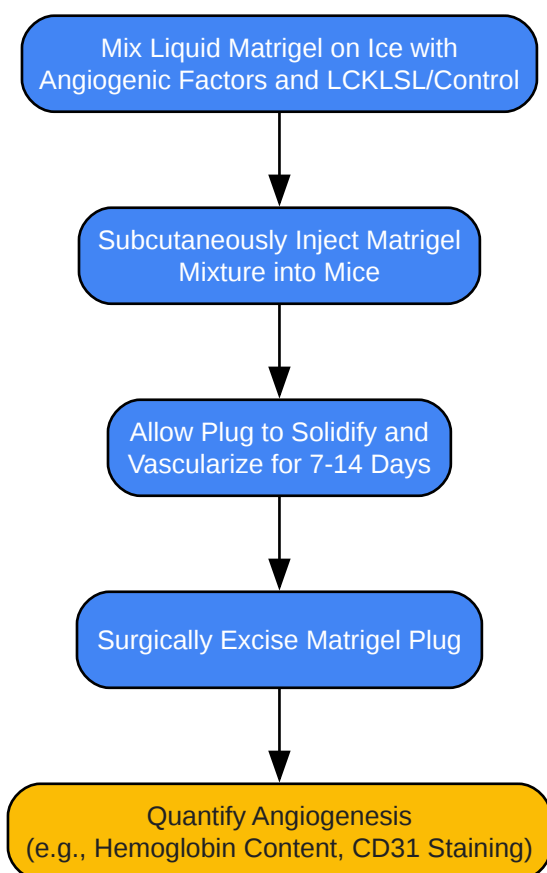 Mix Liquid Matrigel on Ice with
Angiogenic Factors and LCKLSL/Control
Subcutaneously Inject Matrigel
Mixture into Mice
Allow Plug to Solidify and
Vascularize for 7-14 Days
Surgically Excise Matrigel Plug
Quantify Angiogenesis
(e.g., Hemoglobin Content, CD31 Staining)